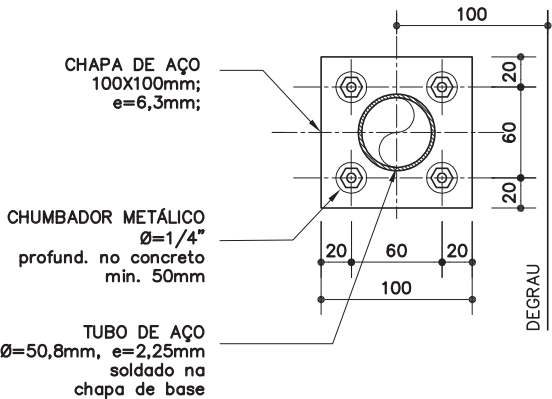 100
CHAPA DE AÇO
100X100mm;
e=6,3mm;
20
60
20
CHUMBADOR METÁLICO
Ø=1/4"
profund. no concreto
min. 50mm
20 60 20
100
DEGRAU
TUBO DE AÇO
Ø=50,8mm, e=2,25mm
soldado na
chapa de base